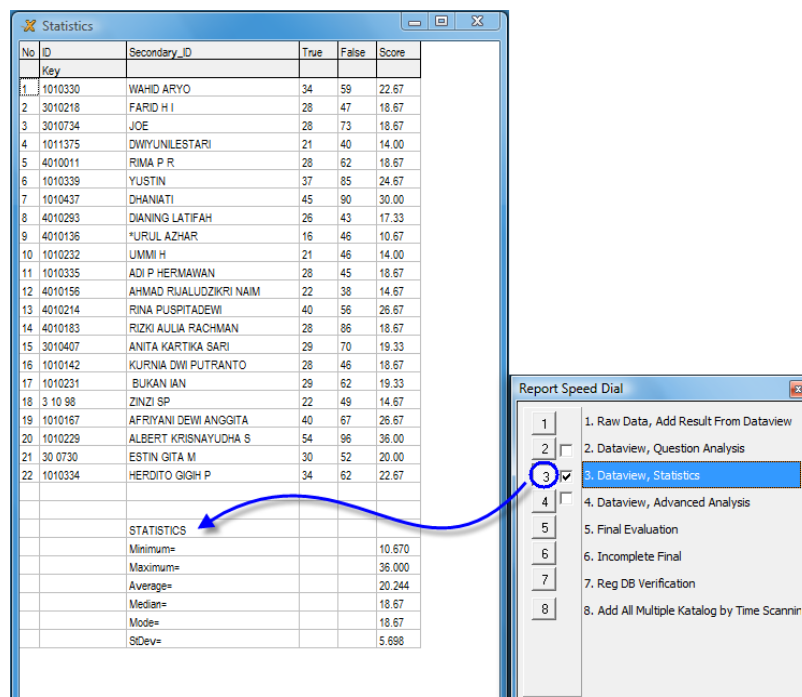 Statistics
No ID Secondary_ID True False Score
Key
1 1010330 WAHID ARYO 34 59 22.67
2 3010218 FARID H I 28 47 18.67
3 3010734 JOE 28 73 18.67
4 1011375 DWIYUNILESTARI 21 40 14.00
5 4010011 RIMA P R 28 62 18.67
6 1010339 YUSTIN 37 85 24.67
7 1010437 DHANIATI 45 90 30.00
8 4010293 DIANING LATIFAH 26 43 17.33
9 4010136 *URUL AZHAR 16 46 10.67
10 1010232 UMMI H 21 46 14.00
11 1010335 ADI P HERMAWAN 28 45 18.67
12 4010156 AHMAD RIJALUDZIKRI NAIM 22 38 14.67
13 4010214 RINA PUSPITADEWI 40 56 26.67
14 4010183 RIZKI AULIA RACHMAN 28 86 18.67
15 3010407 ANITA KARTIKA SARI 29 70 19.33
16 1010142 KURNIA DWI PUTRANTO 28 46 18.67
17 1010231 BUKAN IAN 29 62 19.33
18 3 10 98 ZINZI SP 22 49 14.67
19 1010167 AFRIYANI DEWI ANGGITA 40 67 26.67
20 1010229 ALBERT KRISNAYUDHA S 54 96 36.00
21 30 0730 ESTIN GITA M 30 52 20.00
22 1010334 HERDITO GIGIH P 34 62 22.67
STATISTICS
Minimum= 10.670
Maximum= 36.000
Average= 20.244
Median= 18.67
Mode= 18.67
StDev= 5.698
Report Speed Dial
1 1. Raw Data, Add Result From Dataview
2 2. Dataview, Question Analysis
3 3. Dataview, Statistics
4 4. Dataview, Advanced Analysis
5 5. Final Evaluation
6 6. Incomplete Final
7 7. Reg DB Verification
8 8. Add All Multiple Katalog by Time Scannin